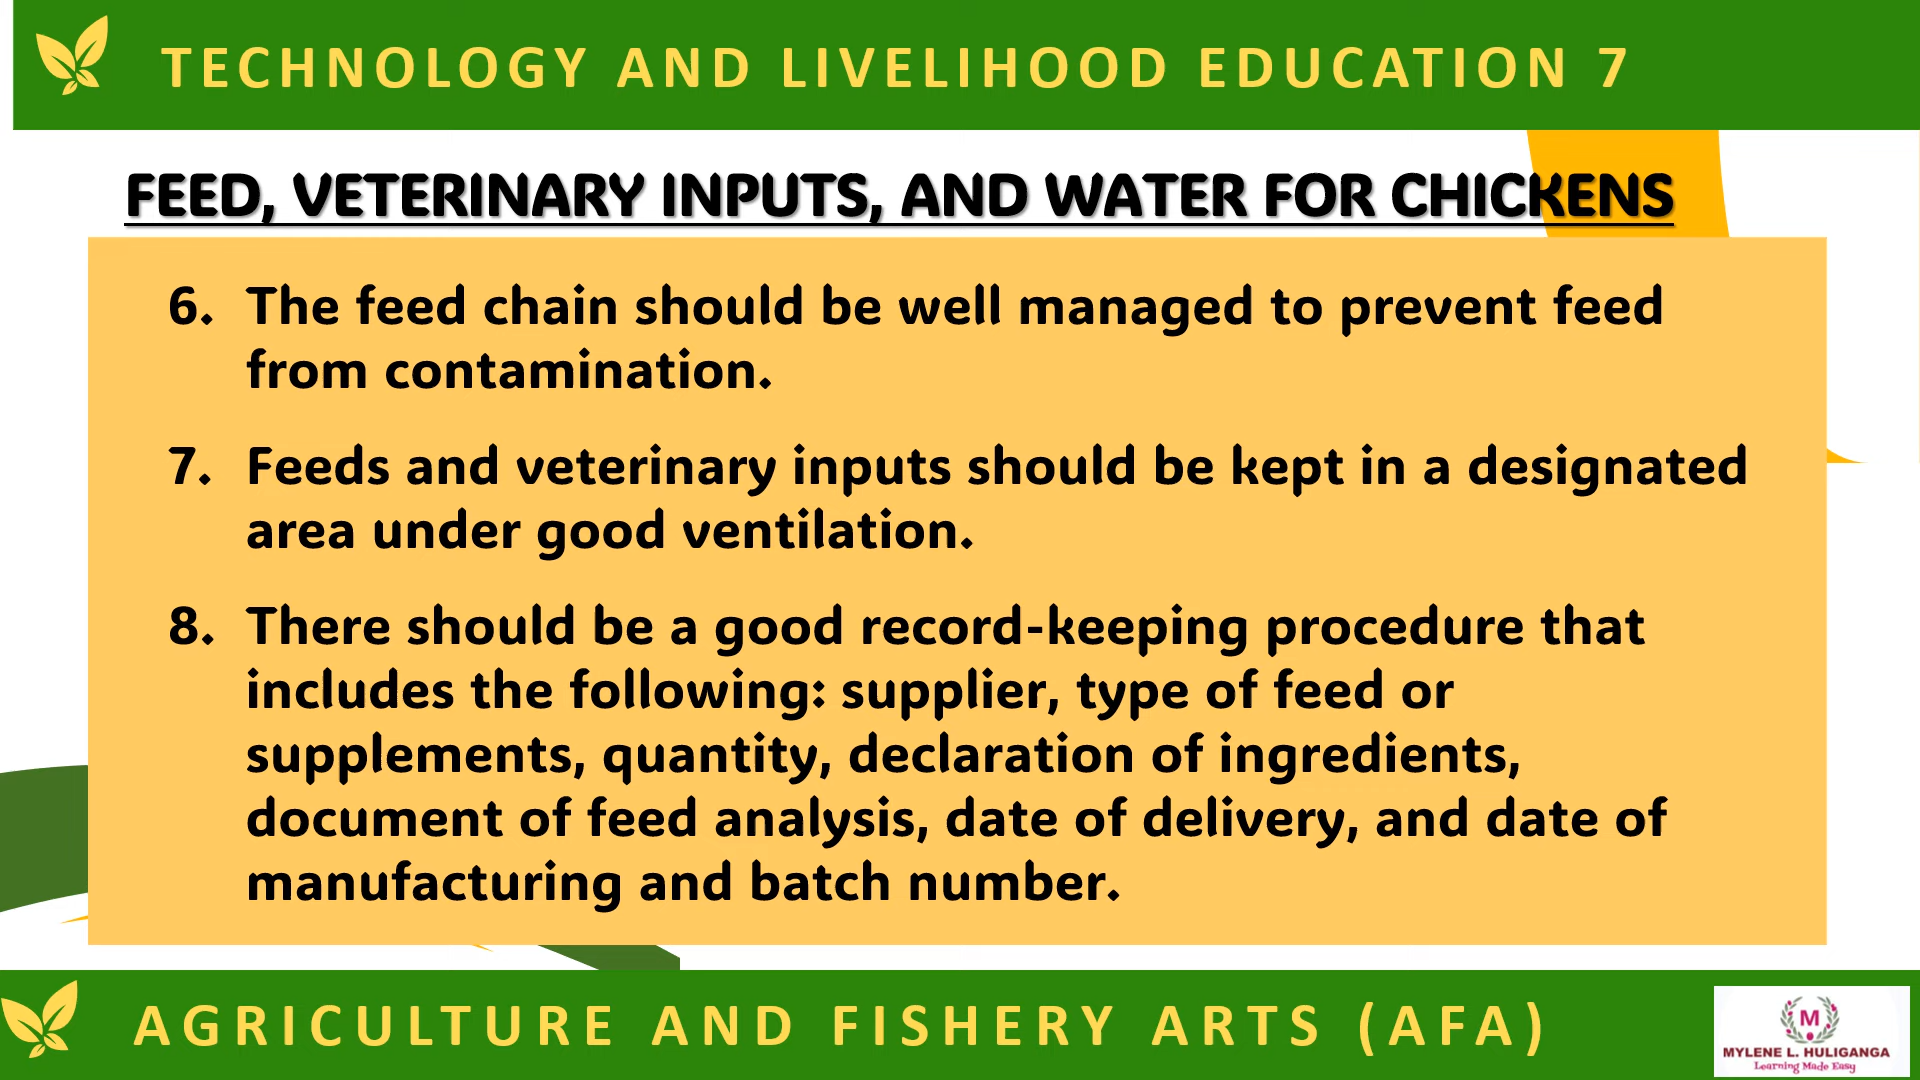 TECHNOLOGY AND LIVELIHOOD EDUCATION 7
FEED, VETERINARY INPUTS, AND WATER FOR CHICKENS
6. The feed chain should be well managed to prevent feed
from contamination.
7. Feeds and veterinary inputs should be kept in a designated
area under good ventilation.
8. There should be a good record-keeping procedure that
includes the following: supplier, type of feed or
supplements, quantity, declaration of ingredients,
document of feed analysis, date of delivery, and date of
manufacturing and batch number.
AGRICULTURE AND FISHERY ARTS (AFA)
M
MYLENE L. HULIGANGA
Learning Made Easy